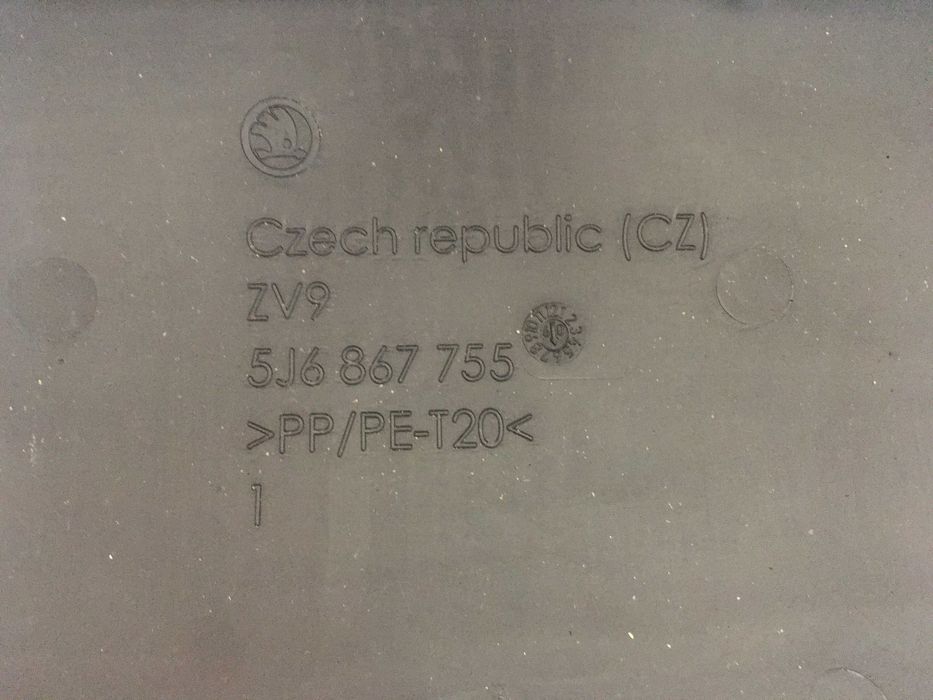 Czech republic (CZ)
ZV9
5J6 867 755
>PP/PE-T20<
1